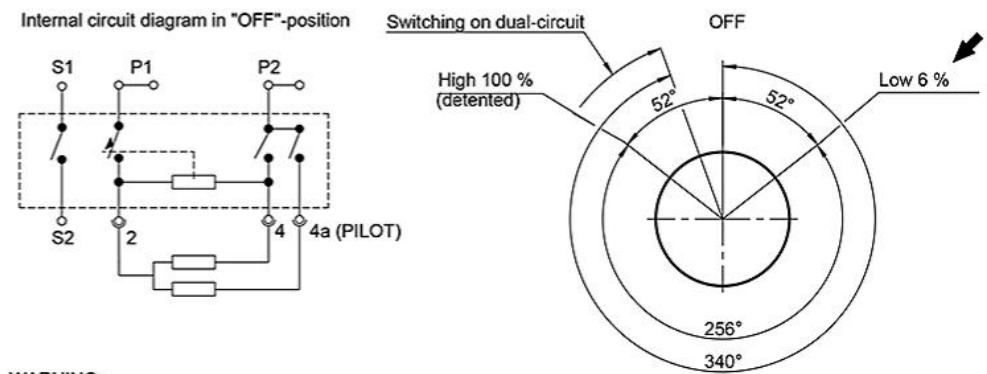 Internal circuit diagram in "OFF"-position
S1
P1
P2
S2
2
4
4a (PILOT)
Switching on dual-circuit
OFF
High 100 %
(detented)
Low 6 %
52°
52°
256°
340°